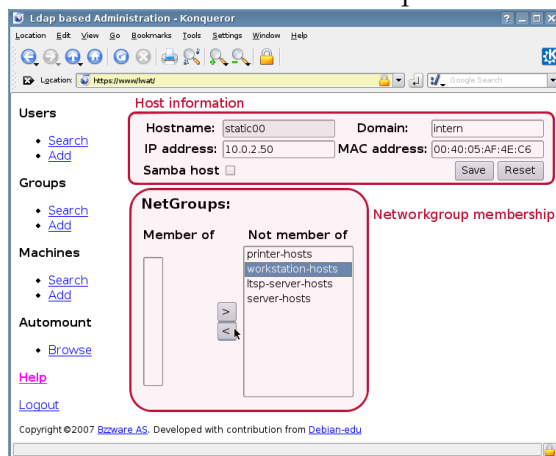 Ldap based Administration - Konqueror
Location Edit View Go Bookmarks Tools Settings Window Help
Location: https://www/lwat/ Google Search
Host information
Users
Search
Add
Groups
Search
Add
Machines
Search
Add
Automount
Browse
Help
Logout
Hostname: static00 Domain: intern
IP address: 10.0.2.50 MAC address: 00:40:05:AF:4E:C6
Samba host Save Reset
NetGroups:
Networkgroup membership
Member of Not member of
printer-hosts
workstation-hosts
ltsp-server-hosts
server-hosts
>
<
Copyright ©2007 Bzzware AS. Developed with contribution from Debian-edu